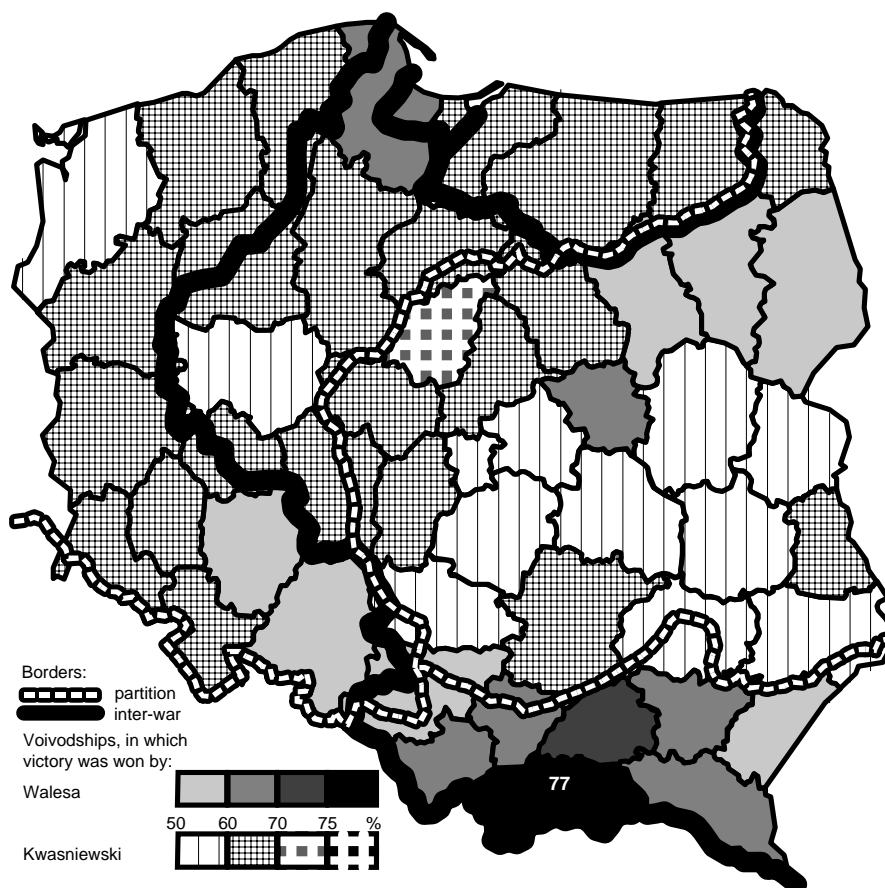 77
Borders:
partition
inter-war
Voivodships, in which
victory was won by:
Walesa
50 60 70 75 %
Kwasniewski